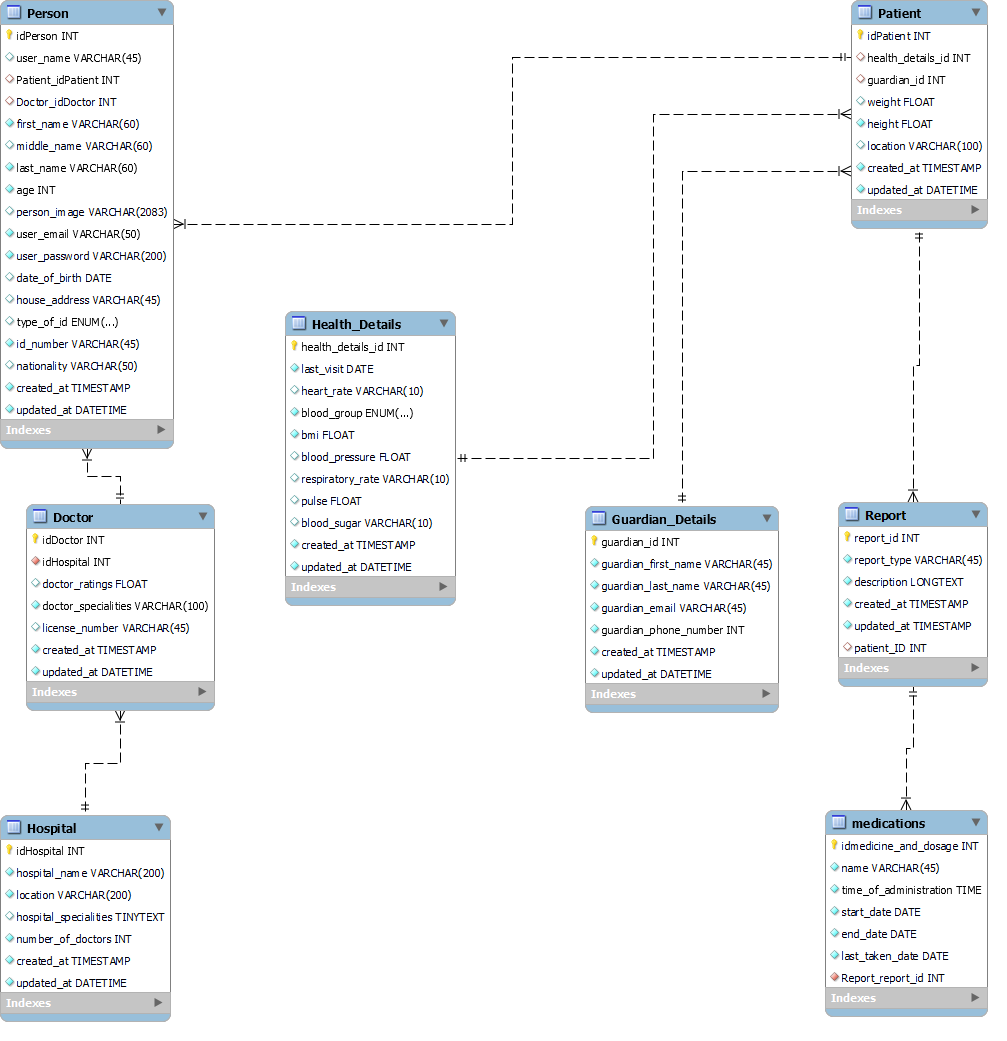 Person
idPerson INT
user_name VARCHAR(45)
Patient_idPatient INT
Doctor_idDoctor INT
first_name VARCHAR(60)
middle_name VARCHAR(60)
last_name VARCHAR(60)
age INT
person_image VARCHAR(2083)
user_email VARCHAR(50)
user_password VARCHAR(200)
date_of_birth DATE
house_address VARCHAR(45)
type_of_id ENUM(...)
id_number VARCHAR(45)
nationality VARCHAR(50)
created_at TIMESTAMP
updated_at DATETIME
Indexes
Patient
idPatient INT
health_details_id INT
guardian_id INT
weight FLOAT
height FLOAT
location VARCHAR(100)
created_at TIMESTAMP
updated_at DATETIME
Indexes
Health_Details
health_details_id INT
last_visit DATE
heart_rate VARCHAR(10)
blood_group ENUM(...)
bmi FLOAT
blood_pressure FLOAT
respiratory_rate VARCHAR(10)
pulse FLOAT
blood_sugar VARCHAR(10)
created_at TIMESTAMP
updated_at DATETIME
Indexes
Doctor
idDoctor INT
idHospital INT
doctor_ratings FLOAT
doctor_specialities VARCHAR(100)
license_number VARCHAR(45)
created_at TIMESTAMP
updated_at DATETIME
Indexes
Guardian_Details
guardian_id INT
guardian_first_name VARCHAR(45)
guardian_last_name VARCHAR(45)
guardian_email VARCHAR(45)
guardian_phone_number INT
created_at TIMESTAMP
updated_at DATETIME
Indexes
Report
report_id INT
report_type VARCHAR(45)
description LONGTEXT
created_at TIMESTAMP
updated_at TIMESTAMP
patient_ID INT
Indexes
Hospital
idHospital INT
hospital_name VARCHAR(200)
location VARCHAR(200)
hospital_specialities TINYTEXT
number_of_doctors INT
created_at TIMESTAMP
updated_at DATETIME
Indexes
medications
idmedicine_and_dosage INT
name VARCHAR(45)
time_of_administration TIME
start_date DATE
end_date DATE
last_taken_date DATE
Report_report_id INT
Indexes